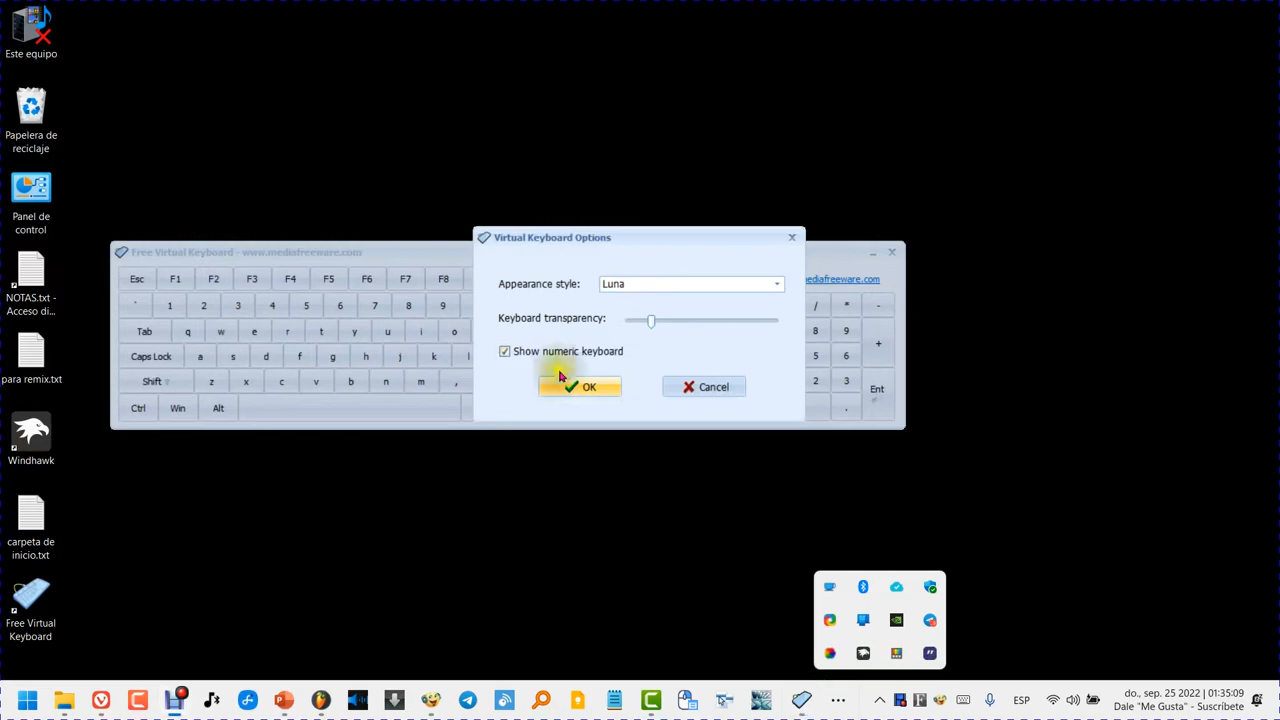 Este equipo
Papelera de
reciclaje
Panel de
control
NOTAS.txt -
Acceso di...
para remix.txt
Windhawk
carpeta de
inicio.txt
Free Virtual
Keyboard
Free Virtual Keyboard - www.mediafreeware.com
Esc F1 F2 F3 F4 F5 F6 F7 F8
` 1 2 3 4 5 6 7 8 9
Tab q w e r t y u i o
Caps Lock a s d f g h j k l
Shift z x c v b n m ,
Ctrl Win Alt
Virtual Keyboard Options
Appearance style: Luna
Keyboard transparency:
Show numeric keyboard
OK Cancel
mediafreeware.com
/ * -
8 9
5 6 +
2 3
. Ent
ESP
do., sep. 25 2022 | 01:35:09
Dale "Me Gusta" - Suscríbete